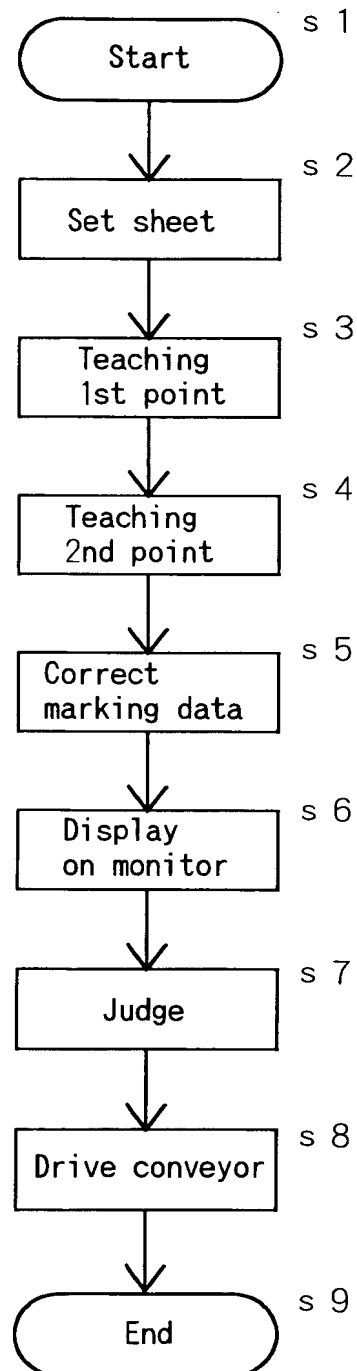 s 1
Start
s 2
Set sheet
s 3
Teaching
1st point
s 4
Teaching
2nd point
s 5
Correct
marking data
s 6
Display
on monitor
s 7
Judge
s 8
Drive conveyor
s 9
End